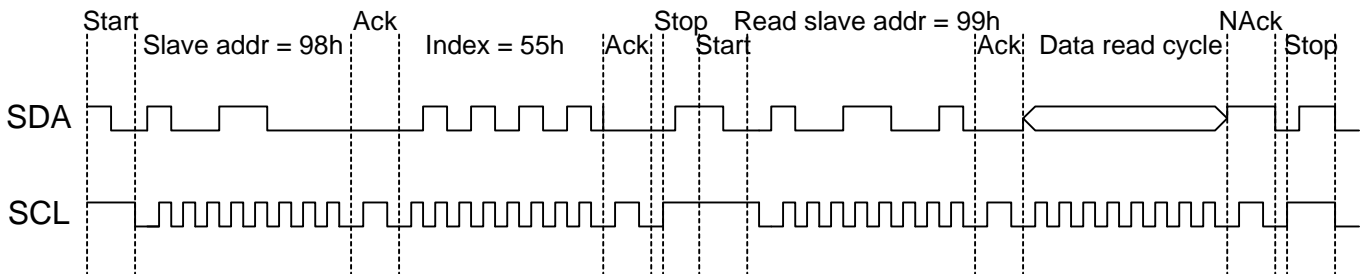 Start Ack Stop Read slave addr = 99h NAck
Slave addr = 98h Index = 55h Ack Start Ack Data read cycle Stop
SDA
SCL